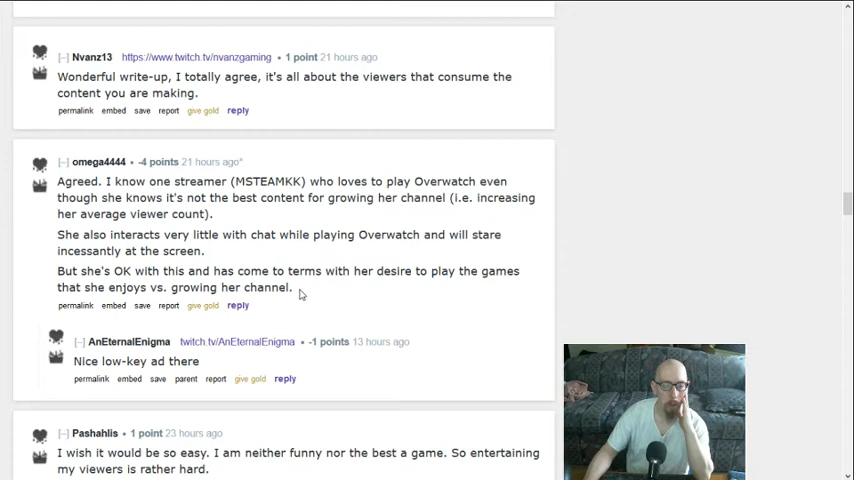 [–] Nvanz13 https://www.twitch.tv/nvanzgaming • 1 point 21 hours ago
Wonderful write-up, I totally agree, it's all about the viewers that consume the
content you are making.
permalink embed save report give gold reply
[–] omega4444 • -4 points 21 hours ago*
Agreed. I know one streamer (MSTEAMKK) who loves to play Overwatch even
though she knows it's not the best content for growing her channel (i.e. increasing
her average viewer count).
She also interacts very little with chat while playing Overwatch and will stare
incessantly at the screen.
But she's OK with this and has come to terms with her desire to play the games
that she enjoys vs. growing her channel.
permalink embed save report give gold reply
[–] AnEternalEnigma twitch.tv/AnEternalEnigma • -1 points 13 hours ago
Nice low-key ad there
permalink embed save parent report give gold reply
[–] Pashahlis • 1 point 23 hours ago
I wish it would be so easy. I am neither funny nor the best a game. So entertaining
my viewers is rather hard.